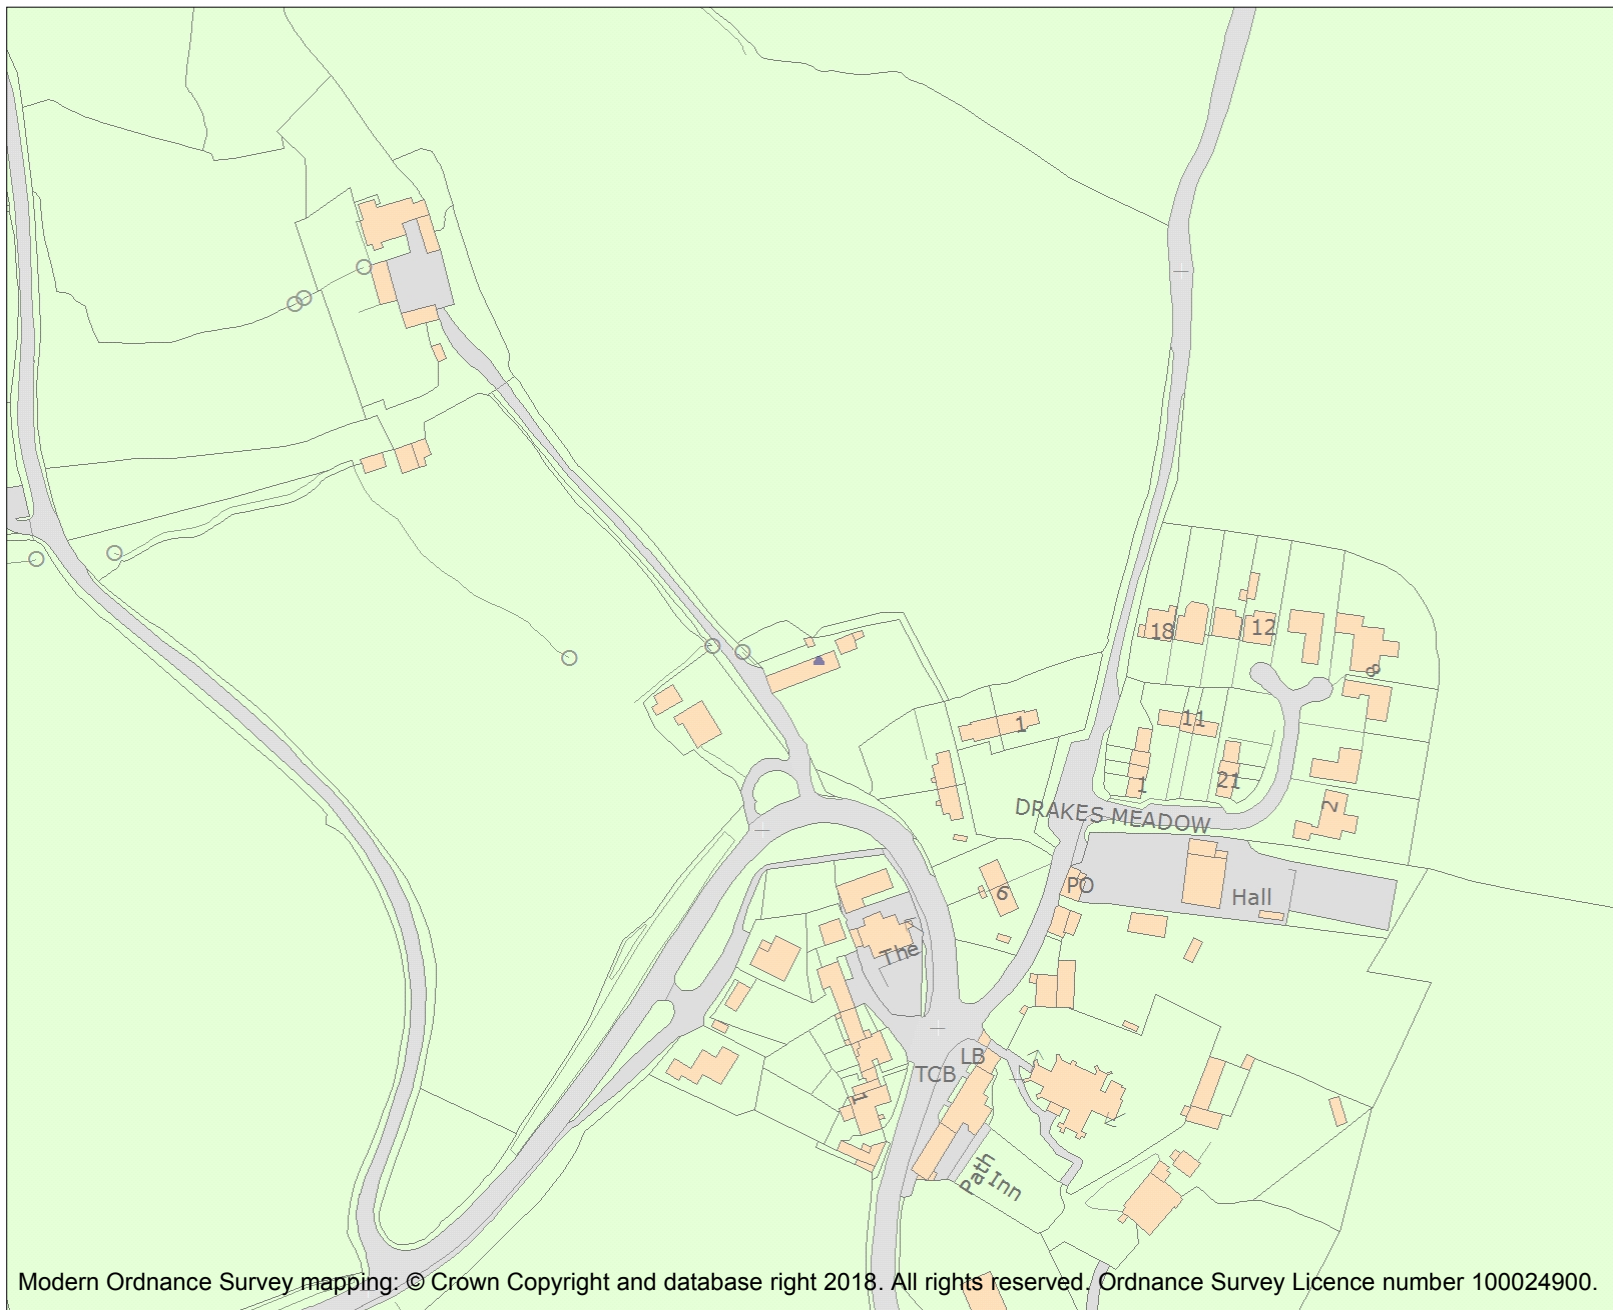 18
12
8
11
1
1
21
2
DRAKES MEADOW
PO
6
Hall
The
LB
TCB
1
Path
Inn
Modern Ordnance Survey mapping: © Crown Copyright and database right 2018. All rights reserved. Ordnance Survey Licence number 100024900.